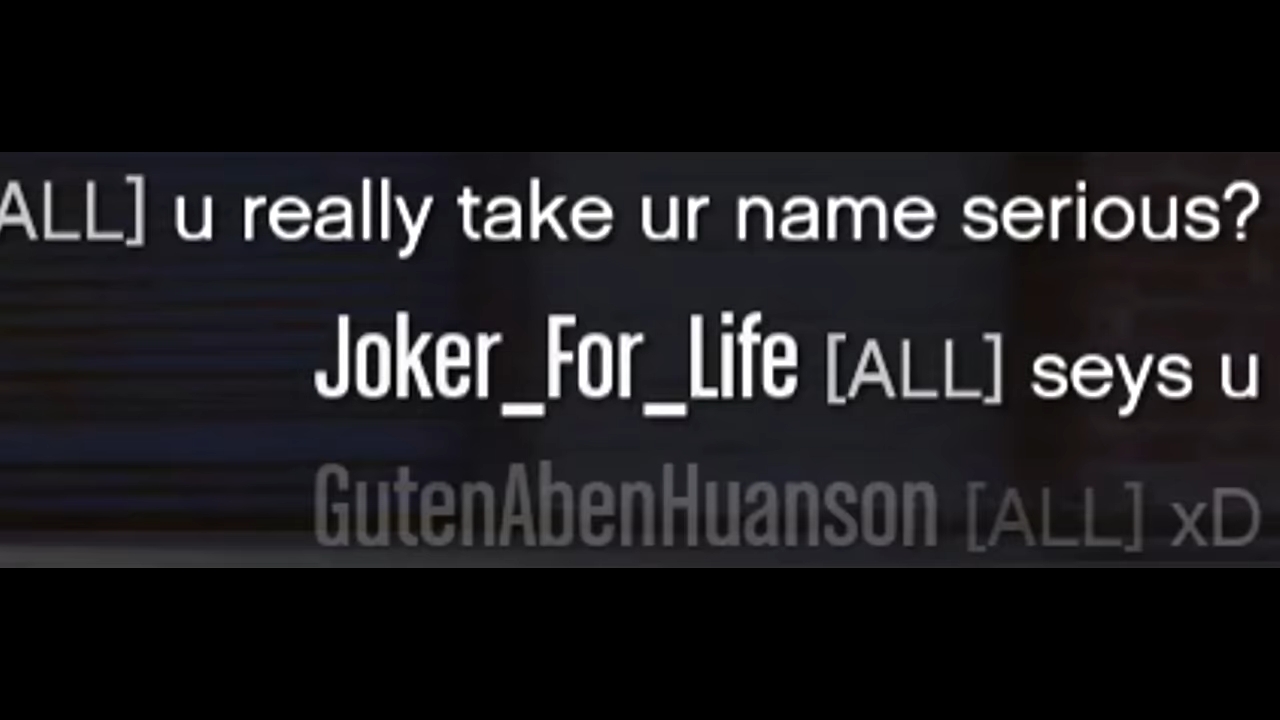 ALL] u really take ur name serious?
Joker_For_Life [ALL] seys u
GutenAbenHuanson [ALL] xD